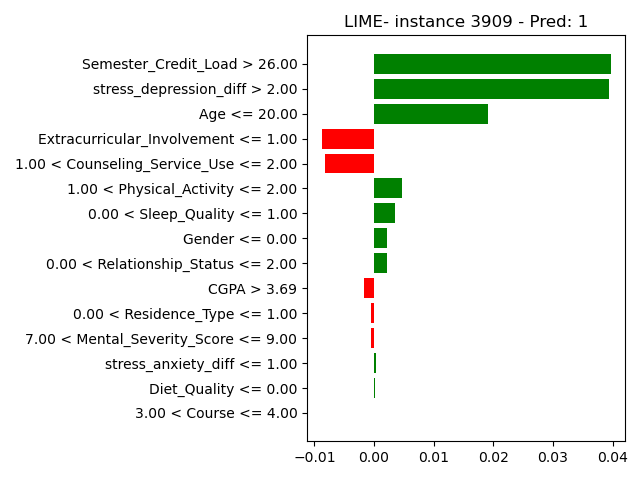 LIME- instance 3909 - Pred: 1
Semester_Credit_Load > 26.00
stress_depression_diff > 2.00
Age <= 20.00
Extracurricular_Involvement <= 1.00
1.00 < Counseling_Service_Use <= 2.00
1.00 < Physical_Activity <= 2.00
0.00 < Sleep_Quality <= 1.00
Gender <= 0.00
0.00 < Relationship_Status <= 2.00
CGPA > 3.69
0.00 < Residence_Type <= 1.00
7.00 < Mental_Severity_Score <= 9.00
stress_anxiety_diff <= 1.00
Diet_Quality <= 0.00
3.00 < Course <= 4.00
−0.01 0.00 0.01 0.02 0.03 0.04